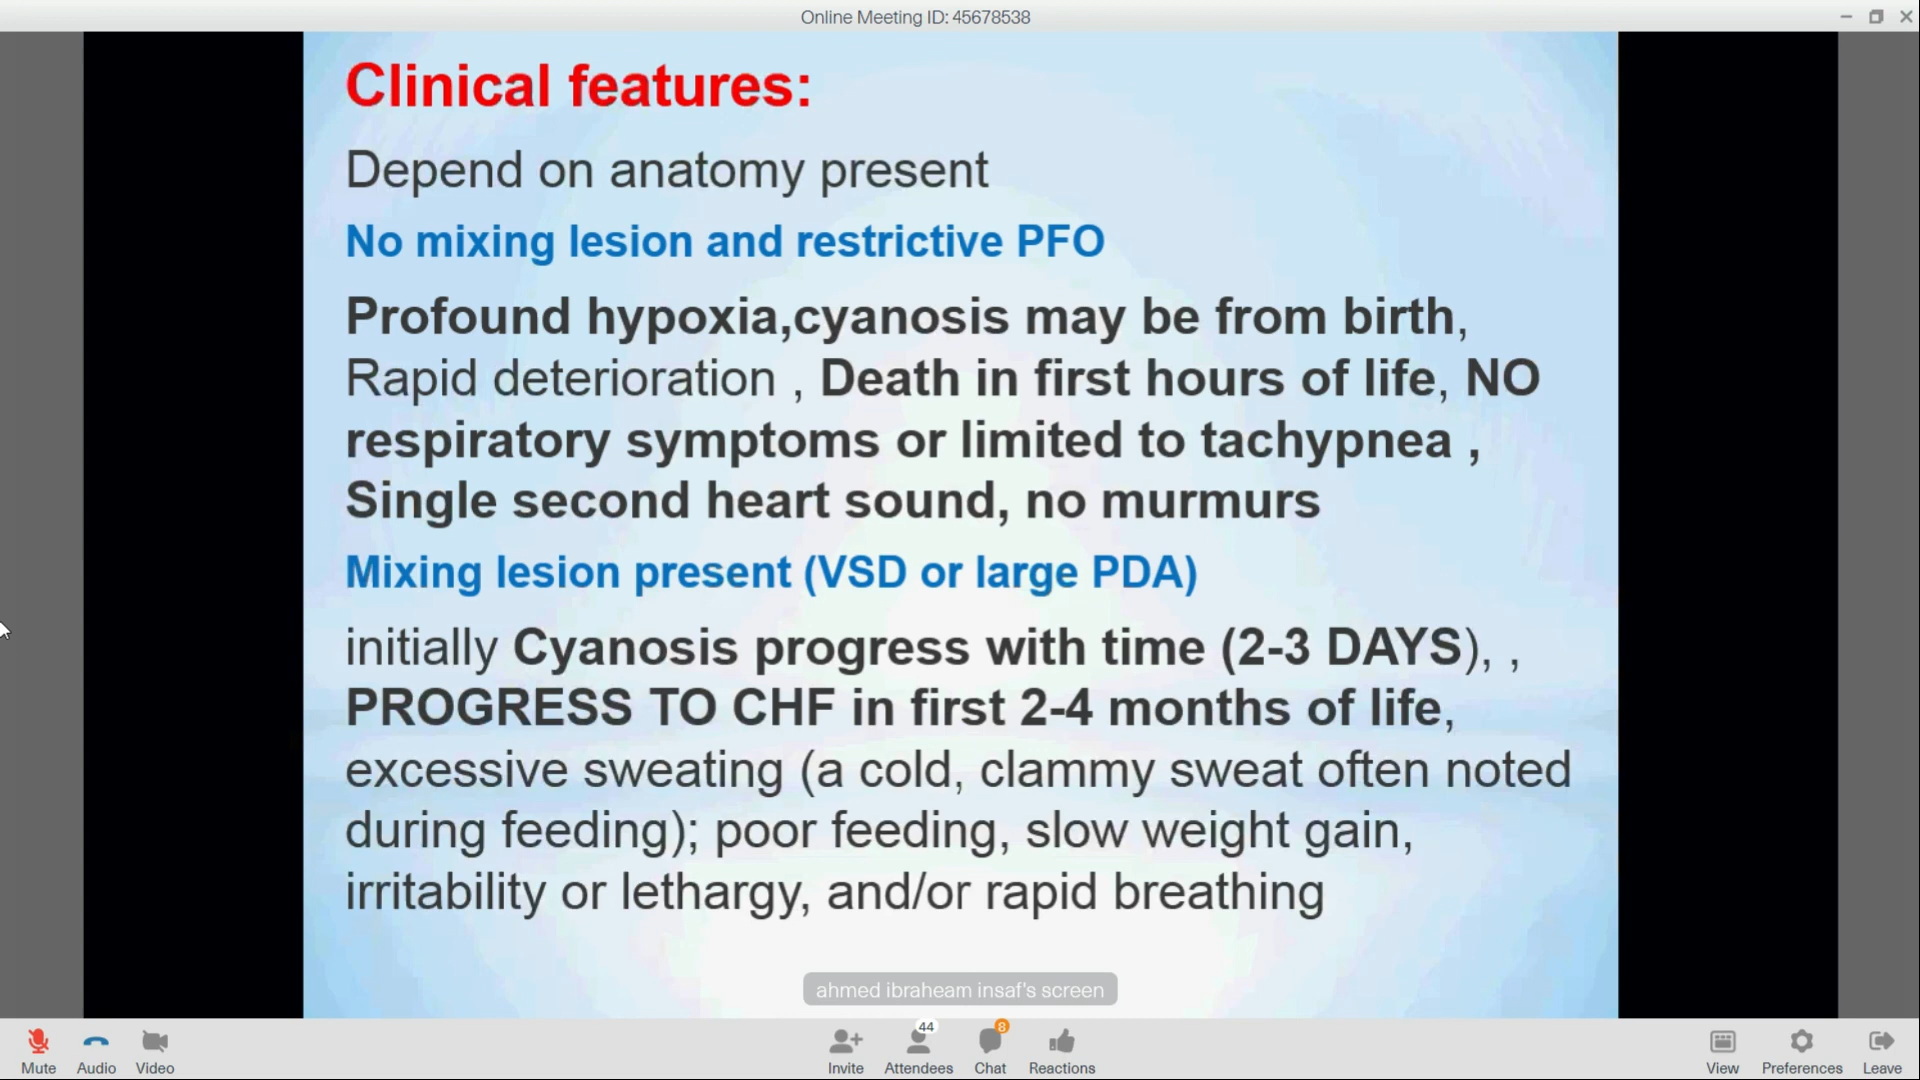 Online Meeting ID: 45678538
Clinical features:
Depend on anatomy present
No mixing lesion and restrictive PFO
Profound hypoxia,cyanosis may be from birth,
Rapid deterioration , Death in first hours of life, NO
respiratory symptoms or limited to tachypnea ,
Single second heart sound, no murmurs
Mixing lesion present (VSD or large PDA)
initially Cyanosis progress with time (2-3 DAYS), ,
PROGRESS TO CHF in first 2-4 months of life,
excessive sweating (a cold, clammy sweat often noted
during feeding); poor feeding, slow weight gain,
irritability or lethargy, and/or rapid breathing
ahmed ibraheam insaf's screen
44
8
Mute Audio Video Invite Attendees Chat Reactions View Preferences Leave